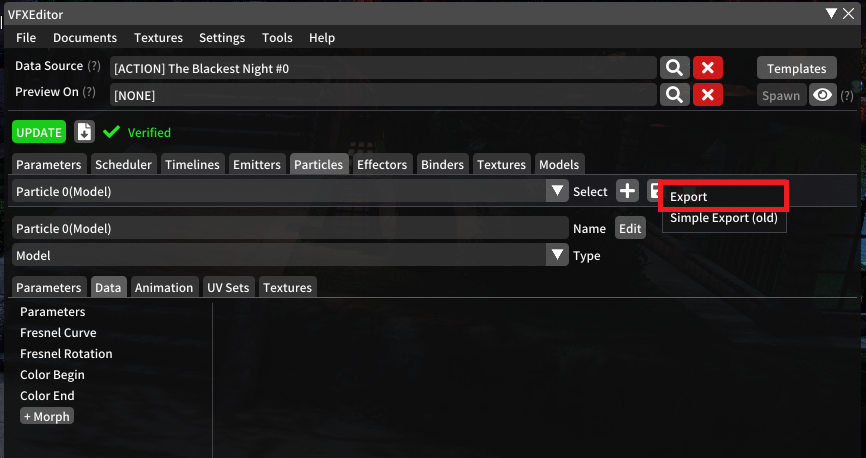 VFXEditor
File Documents Textures Settings Tools Help
Data Source (?) [ACTION] The Blackest Night #0 Templates
Preview On (?) [NONE] Spawn (?)
UPDATE Verified
Parameters Scheduler Timelines Emitters Particles Effectors Binders Textures Models
Particle 0(Model) Select
Export
Simple Export (old)
Particle 0(Model) Name Edit
Model Type
Parameters Data Animation UV Sets Textures
Parameters
Fresnel Curve
Fresnel Rotation
Color Begin
Color End
+ Morph